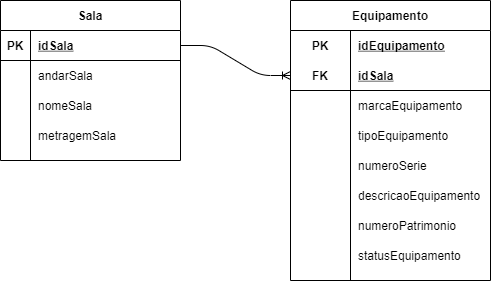 Sala
PK idSala
andarSala
nomeSala
metragemSala
Equipamento
PK idEquipamento
FK idSala
marcaEquipamento
tipoEquipamento
numeroSerie
descricaoEquipamento
numeroPatrimonio
statusEquipamento